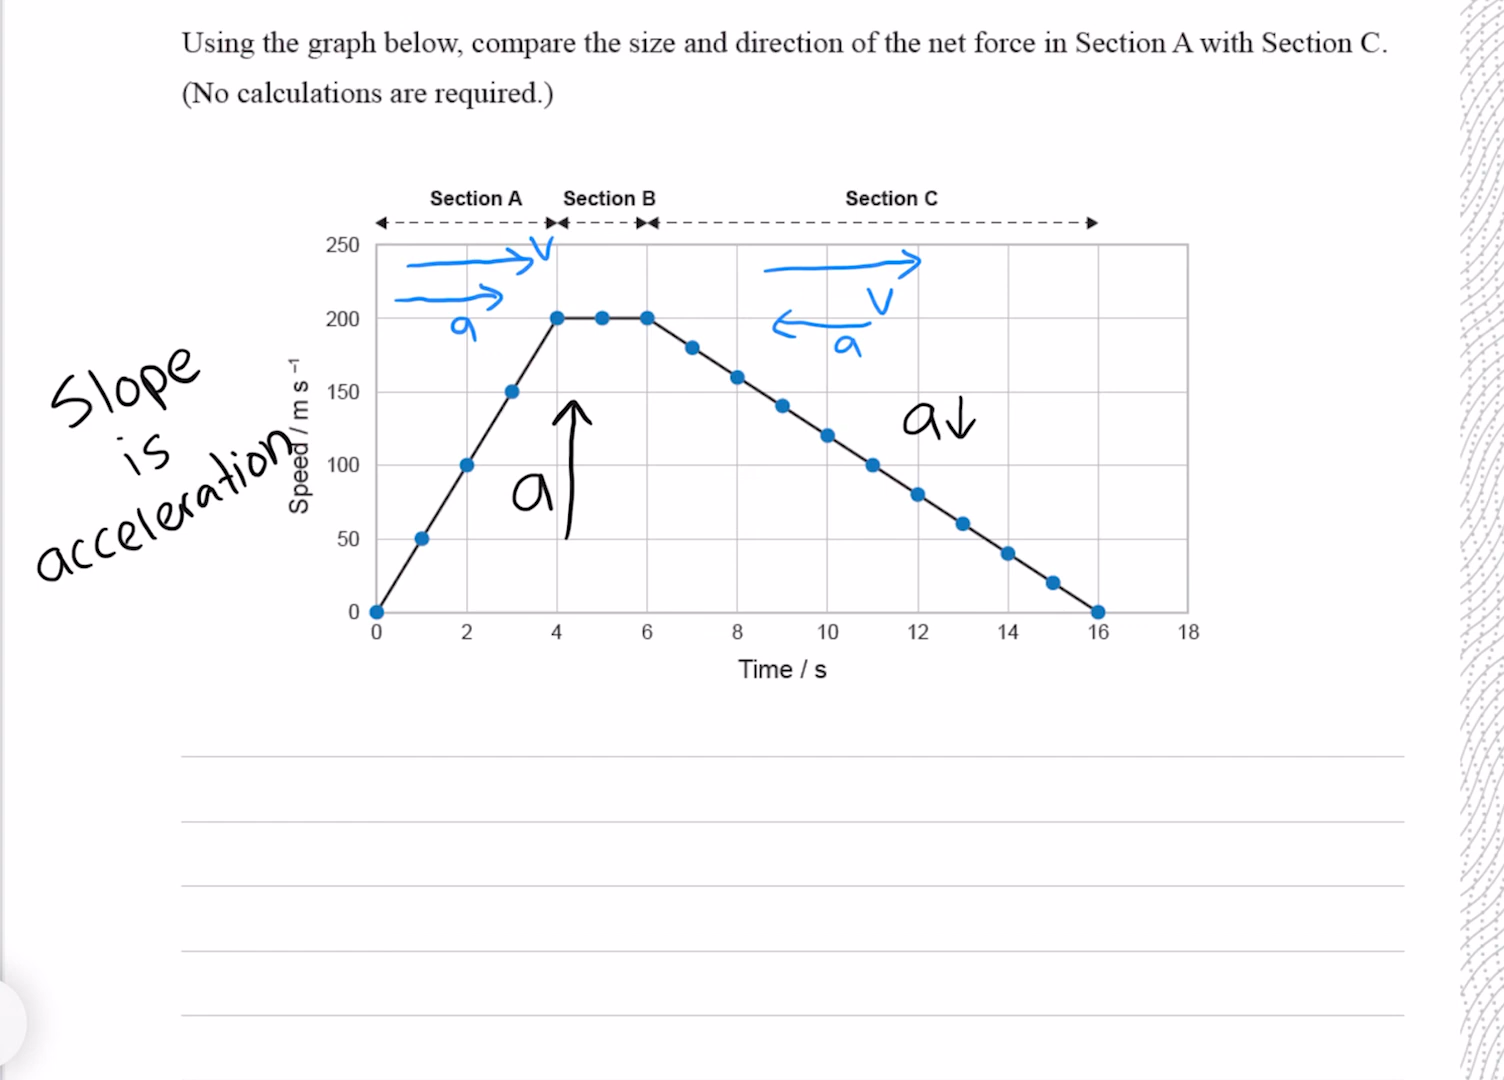 Using the graph below, compare the size and direction of the net force in Section A with Section C.
(No calculations are required.)
Section A Section B Section C
250
200
150
100
50
0
Speed / m s⁻¹
0 2 4 6 8 10 12 14 16 18
Time / s
v
a
v
a
a
a
Slope
is
acceleration